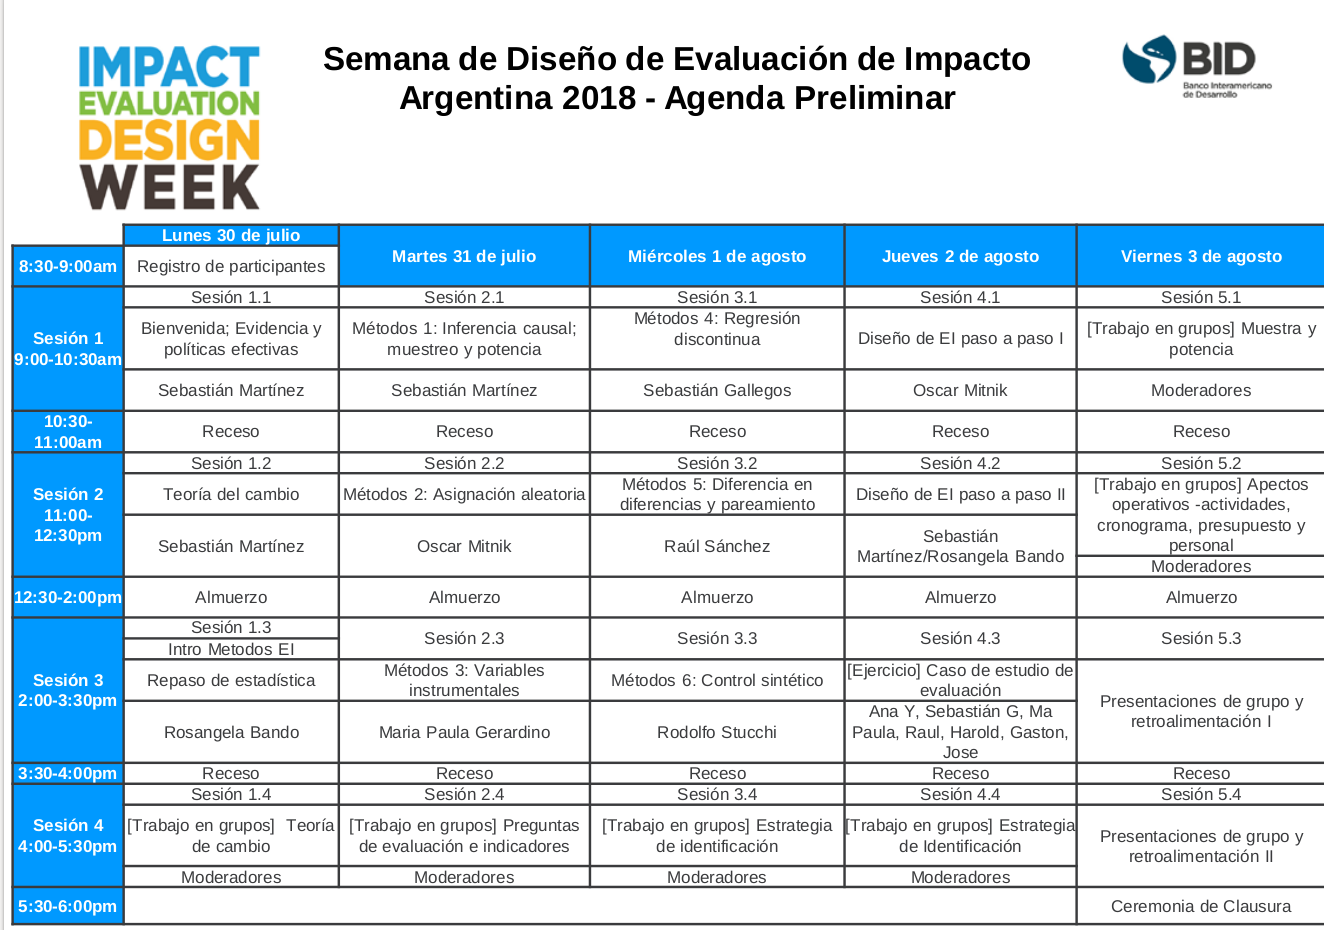 IMPACT
EVALUATION
DESIGN
WEEK
Semana de Diseño de Evaluación de Impacto
Argentina 2018 - Agenda Preliminar
BID
Banco Interamericano
de Desarrollo
Lunes 30 de julio
Martes 31 de julio
Miércoles 1 de agosto
Jueves 2 de agosto
Viernes 3 de agosto
8:30-9:00am
Registro de participantes
Sesión 1
9:00-10:30am
Sesión 1.1
Sesión 2.1
Sesión 3.1
Sesión 4.1
Sesión 5.1
Bienvenida; Evidencia y
políticas efectivas
Métodos 1: Inferencia causal;
muestreo y potencia
Métodos 4: Regresión
discontinua
Diseño de EI paso a paso I
[Trabajo en grupos] Muestra y
potencia
Sebastián Martínez
Sebastián Martínez
Sebastián Gallegos
Oscar Mitnik
Moderadores
10:30-
11:00am
Receso
Receso
Receso
Receso
Receso
Sesión 2
11:00-
12:30pm
Sesión 1.2
Sesión 2.2
Sesión 3.2
Sesión 4.2
Sesión 5.2
Teoría del cambio
Métodos 2: Asignación aleatoria
Métodos 5: Diferencia en
diferencias y pareamiento
Diseño de EI paso a paso II
[Trabajo en grupos] Apectos
operativos -actividades,
cronograma, presupuesto y
personal
Sebastián Martínez
Oscar Mitnik
Raúl Sánchez
Sebastián
Martínez/Rosangela Bando
Moderadores
12:30-2:00pm
Almuerzo
Almuerzo
Almuerzo
Almuerzo
Almuerzo
Sesión 3
2:00-3:30pm
Sesión 1.3
Intro Metodos EI
Sesión 2.3
Sesión 3.3
Sesión 4.3
Sesión 5.3
Repaso de estadística
Métodos 3: Variables
instrumentales
Métodos 6: Control sintético
[Ejercicio] Caso de estudio de
evaluación
Presentaciones de grupo y
retroalimentación I
Rosangela Bando
Maria Paula Gerardino
Rodolfo Stucchi
Ana Y, Sebastián G, Ma
Paula, Raul, Harold, Gaston,
Jose
3:30-4:00pm
Receso
Receso
Receso
Receso
Receso
Sesión 4
4:00-5:30pm
Sesión 1.4
Sesión 2.4
Sesión 3.4
Sesión 4.4
Sesión 5.4
[Trabajo en grupos]  Teoría
de cambio
[Trabajo en grupos] Preguntas
de evaluación e indicadores
[Trabajo en grupos] Estrategia
de identificación
[Trabajo en grupos] Estrategia
de Identificación
Presentaciones de grupo y
retroalimentación II
Moderadores
Moderadores
Moderadores
Moderadores
5:30-6:00pm
Ceremonia de Clausura